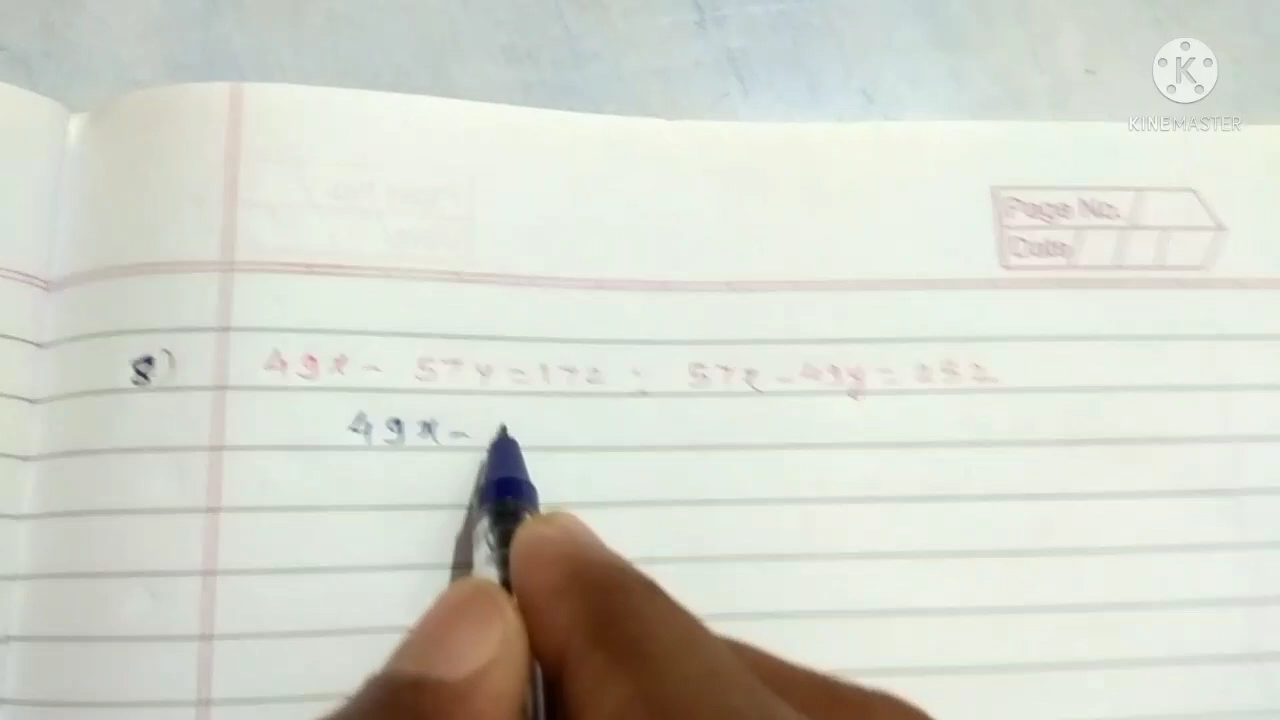 KINEMASTER
Page No.
Date
8) 49x - 57y = 172 ; 57x - 49y = 252
49x -